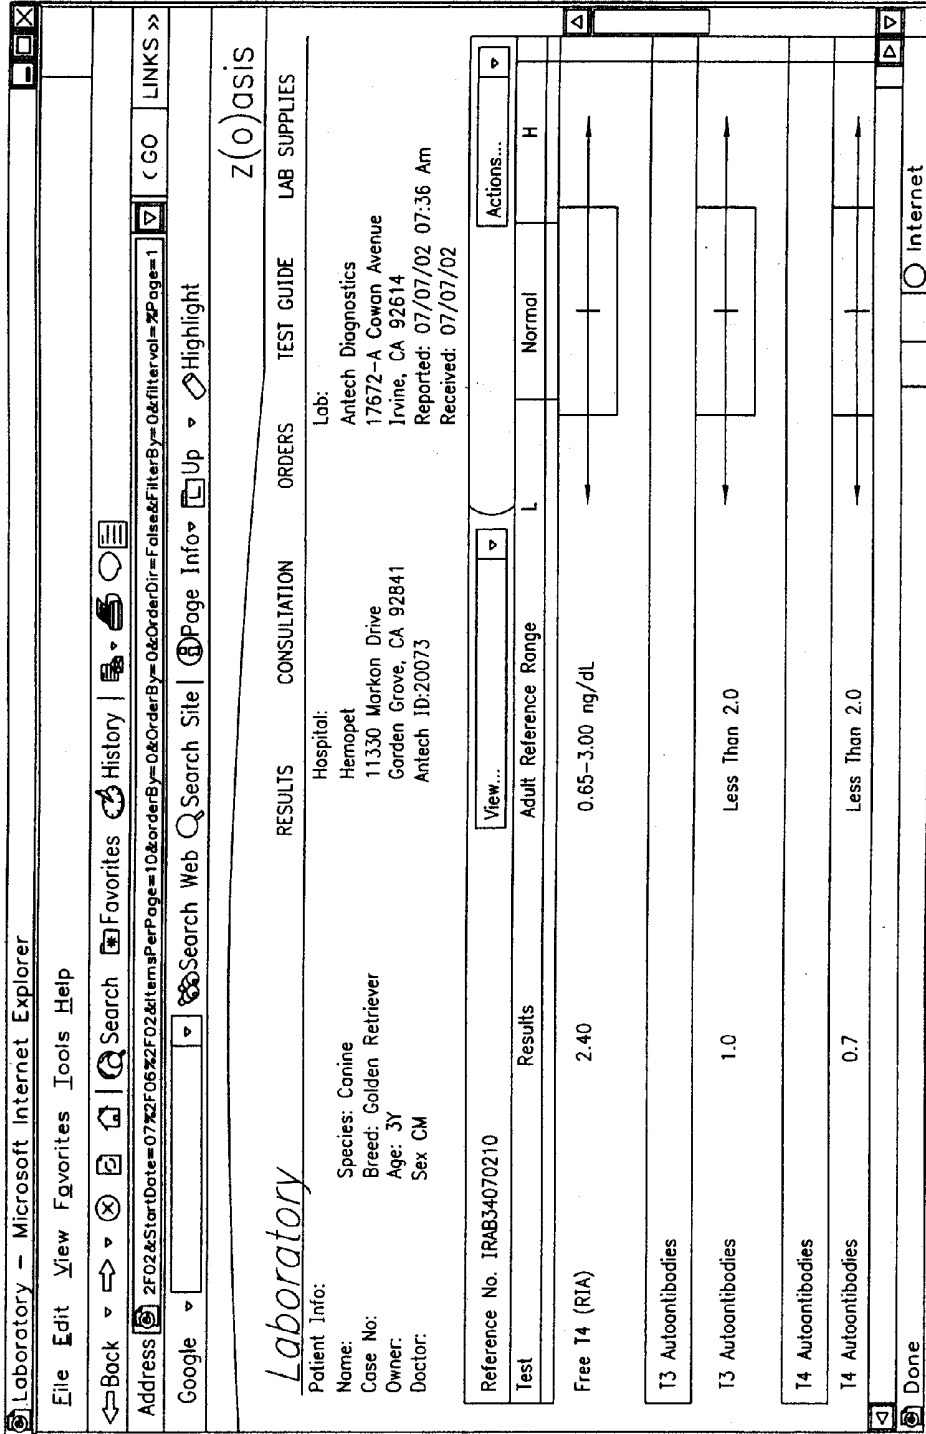 Laboratory – Microsoft Internet Explorer
File Edit View Favorites Tools Help
Back Search Favorites History
Address 2F02&StartDate=07%2F06%2F02&itemsPerPage=10&orderBy=0&OrderBy=0&OrderDir=False&FilterBy=0&filterval=%Page=1 < GO LINKS »
Google Search Web Search Site Page Info Up Highlight
z(o)asis
Laboratory RESULTS CONSULTATION ORDERS TEST GUIDE LAB SUPPLIES
Patient Info: Hospital: Lab:
Name: Species: Canine Hemopet Antech Diagnostics
Case No: Breed: Golden Retriever 11330 Markon Drive 17672-A Cowan Avenue
Owner: Age: 3Y Garden Grove, CA 92841 Irvine, CA 92614
Doctor: Sex CM Antech ID:20073 Reported: 07/07/02 07:36 Am
Received: 07/07/02
Reference No. IRAB34070210 View... Actions...
Test Results Adult Reference Range L Normal H
Free T4 (RIA) 2.40 0.65-3.00 ng/dL
T3 Autoantibodies
T3 Autoantibodies 1.0 Less Than 2.0
T4 Autoantibodies
T4 Autoantibodies 0.7 Less Than 2.0
Done Internet